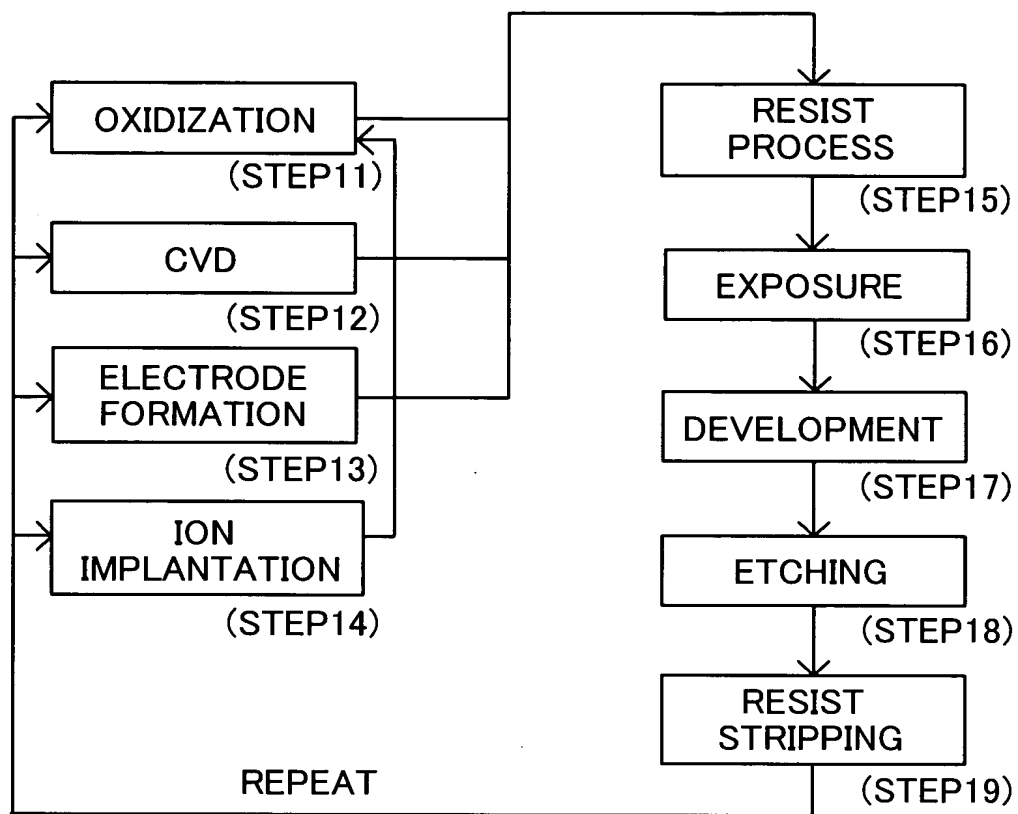 OXIDIZATION
(STEP11)
CVD
(STEP12)
ELECTRODE
FORMATION
(STEP13)
ION
IMPLANTATION
(STEP14)
RESIST
PROCESS
(STEP15)
EXPOSURE
(STEP16)
DEVELOPMENT
(STEP17)
ETCHING
(STEP18)
RESIST
STRIPPING
(STEP19)
REPEAT